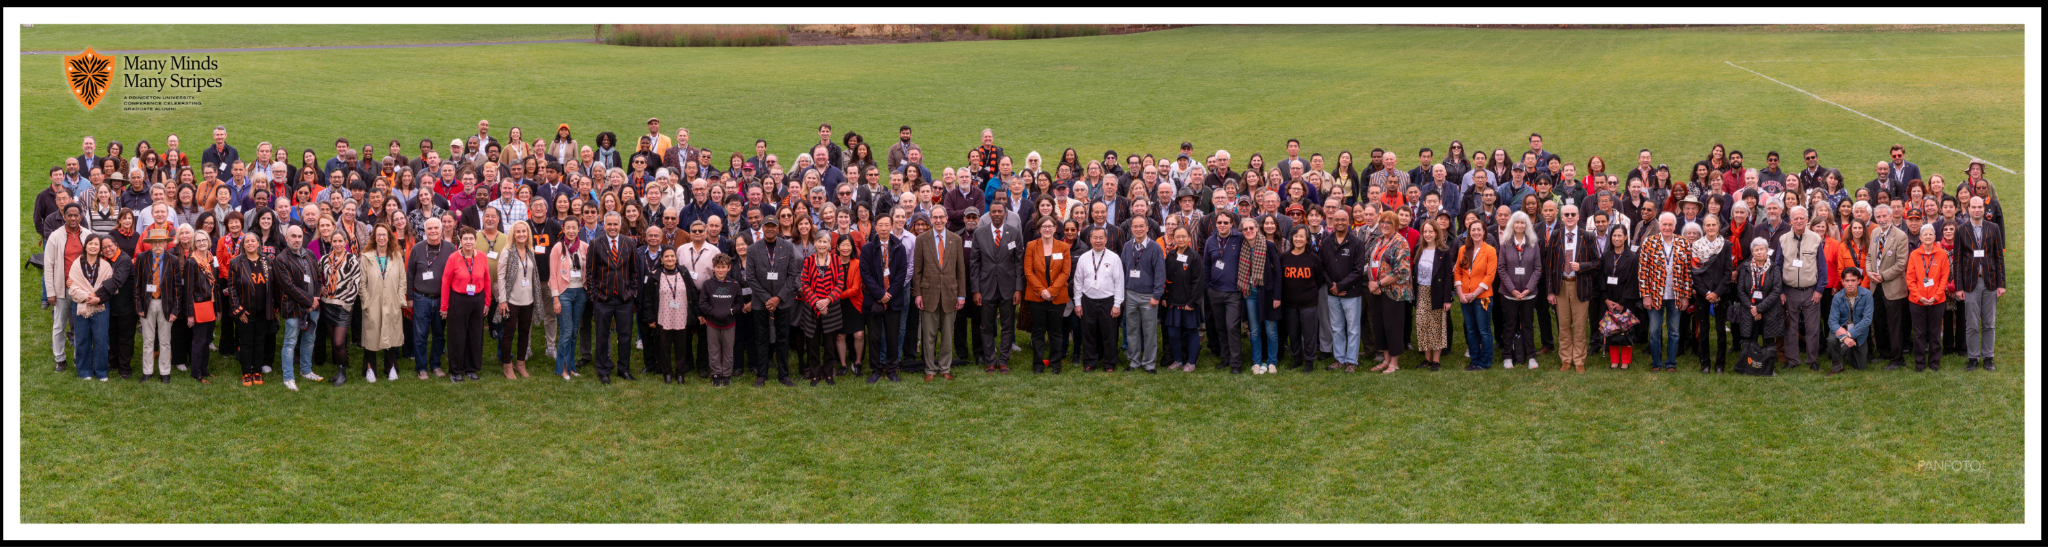 Many Minds
Many Stripes
A PRINCETON UNIVERSITY
CONFERENCE CELEBRATING
GRADUATE ALUMNI
GRAD
PANFOTO